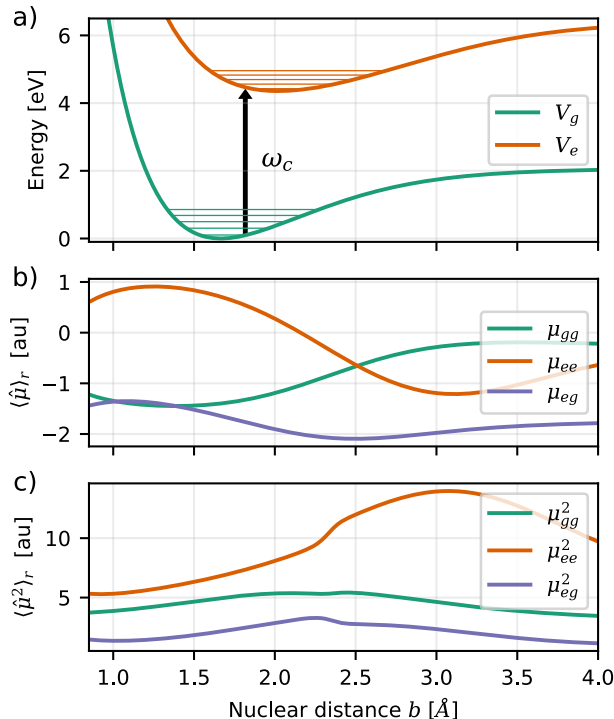 a)
6
4
2
0
Energy [eV]
V_g
V_e
ω_c
b)
1
0
−1
−2
⟨μ̂⟩_r [au]
μ_gg
μ_ee
μ_eg
c)
10
5
⟨μ̂²⟩_r [au]
μ²_gg
μ²_ee
μ²_eg
1.0 1.5 2.0 2.5 3.0 3.5 4.0
Nuclear distance b [Å]